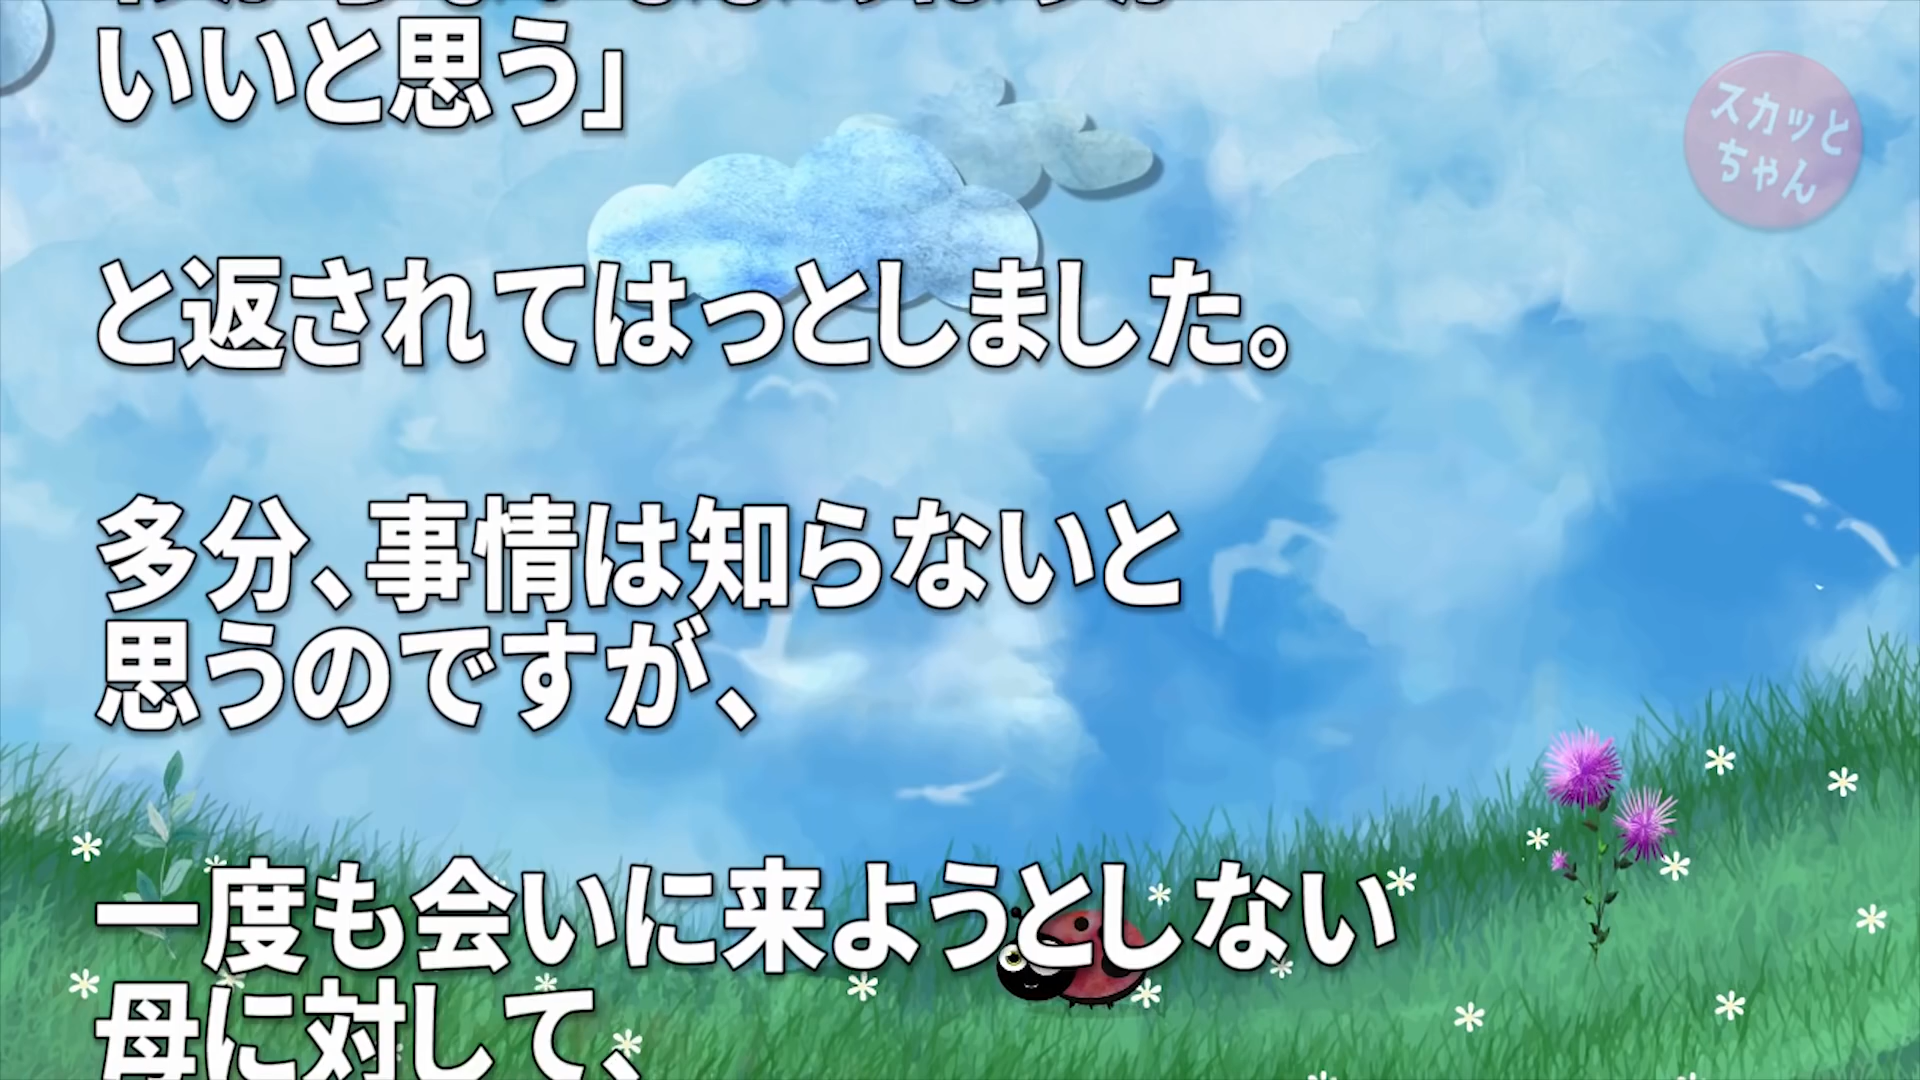 いいと思う」
と返されてはっとしました。
多分、事情は知らないと
思うのですが、
一度も会いに来ようとしない
母に対して、
スカッと
ちゃん